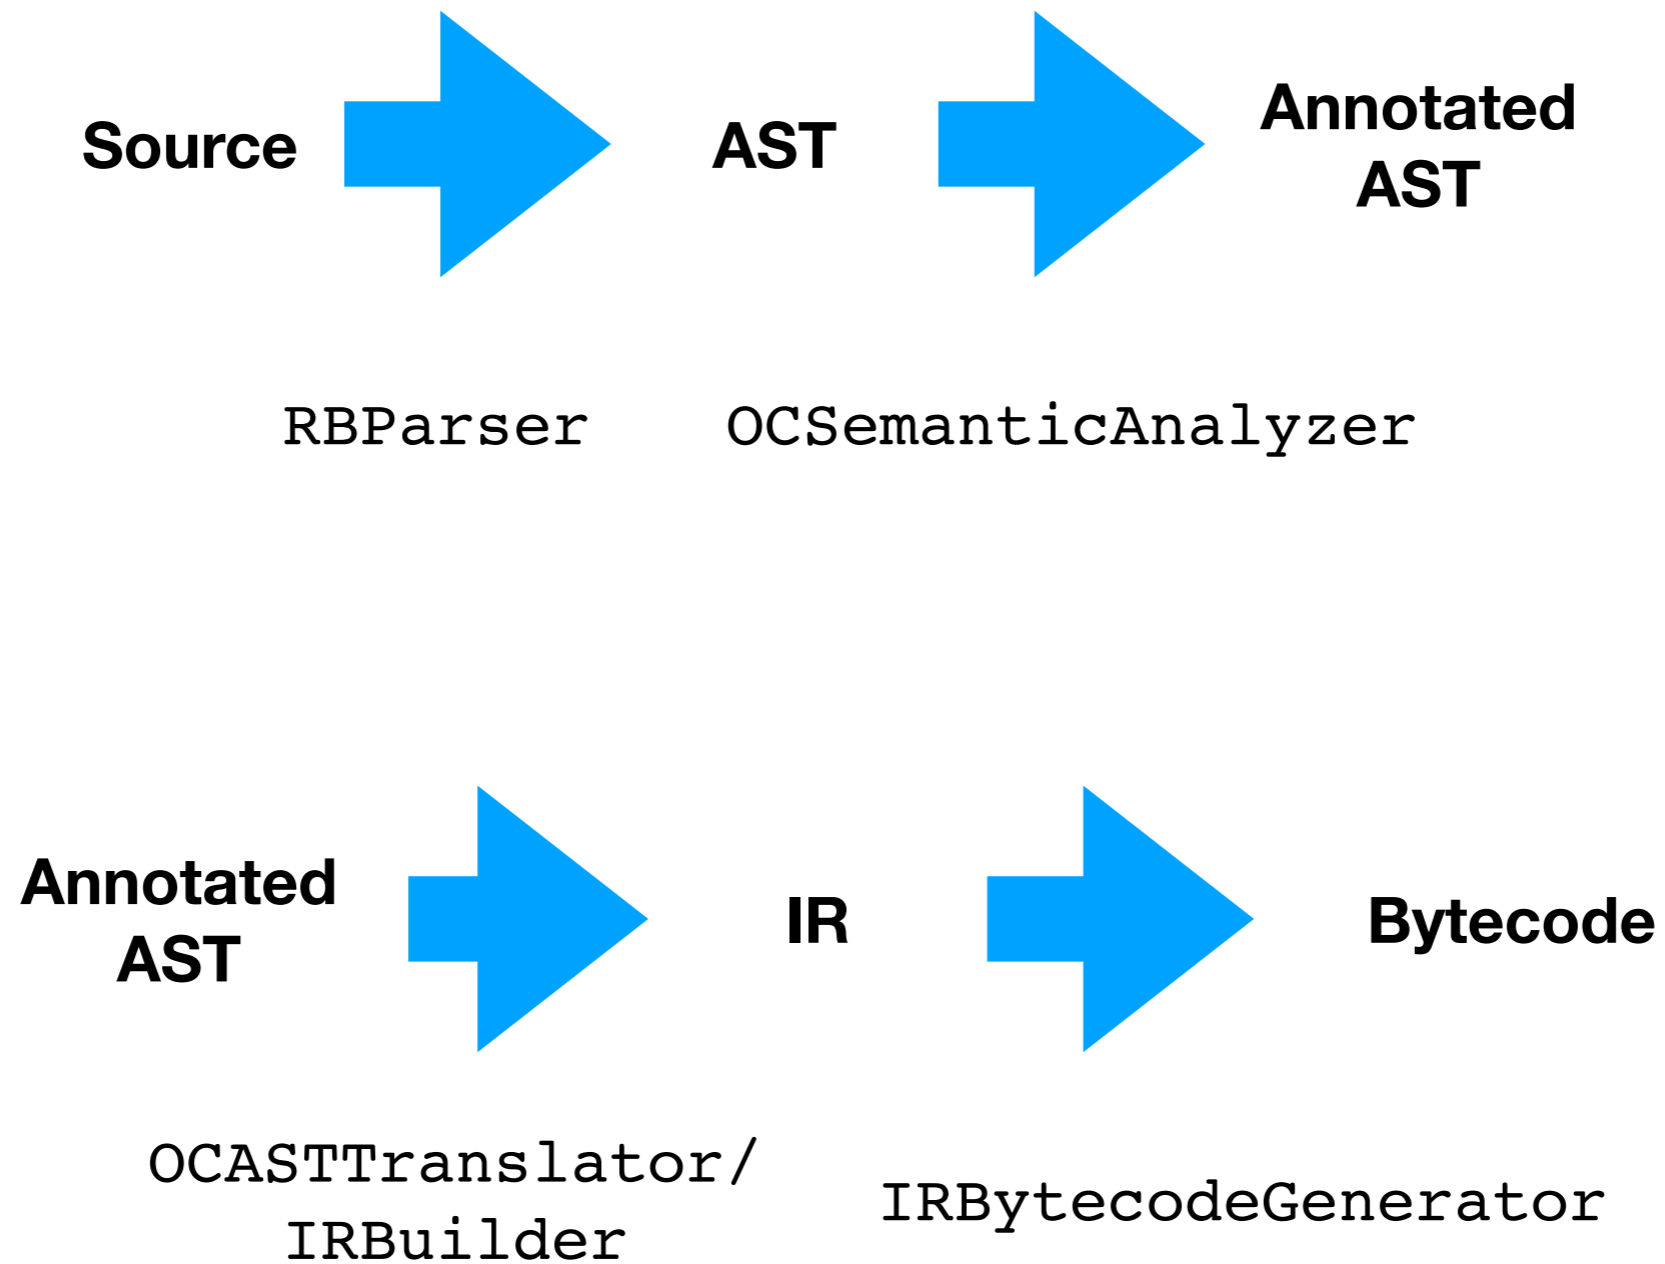 Source
AST
Annotated
AST
RBParser
OCSemanticAnalyzer
Annotated
AST
IR
Bytecode
OCASTTranslator/
IRBuilder
IRBytecodeGenerator